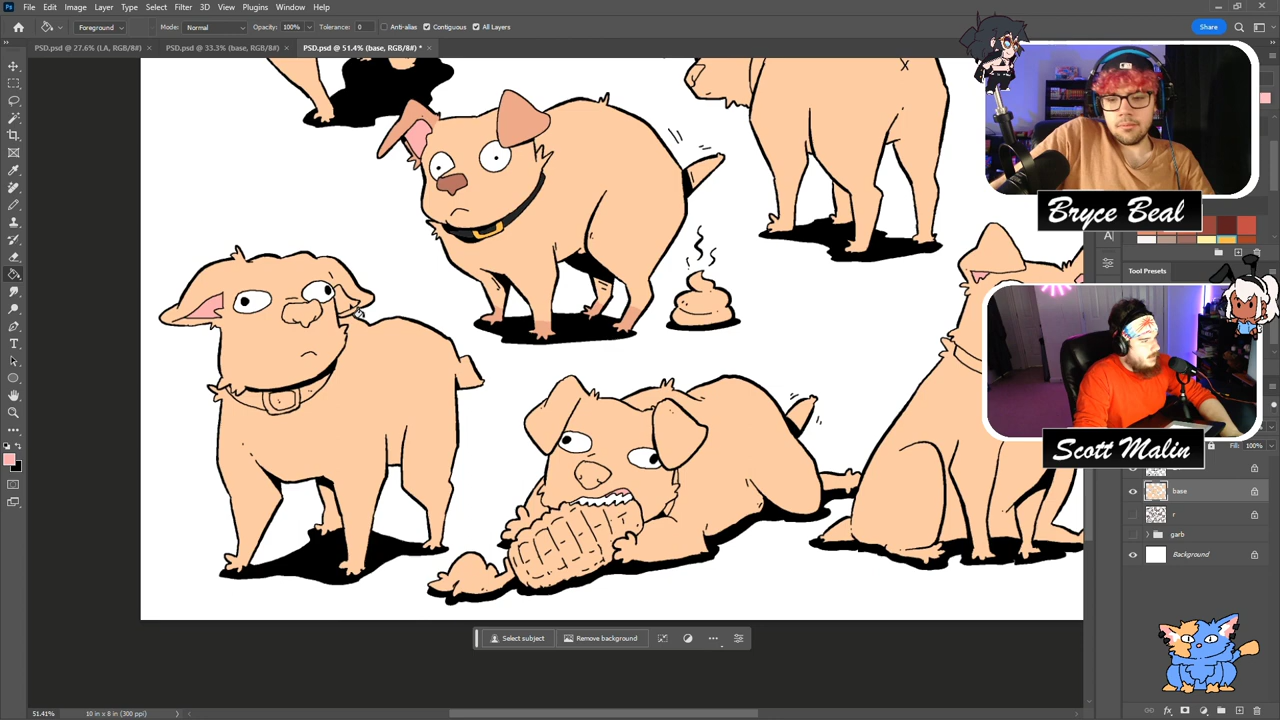 File Edit Image Layer Type Select Filter 3D View Plugins Window Help
Foreground Mode: Normal Opacity: 100% Tolerance: 0 Anti-alias Contiguous All Layers
Share
PSD.psd @ 27.6% (LA, RGB/8#) × PSD.psd @ 33.3% (base, RGB/8#) × PSD.psd @ 51.4% (base, RGB/8#) * ×
Bryce Beal
Tool Presets
Scott Malin
Fill: 100%
base
r
garb
Background
Select subject Remove background
51.41% 10 in x 8 in (300 ppi)